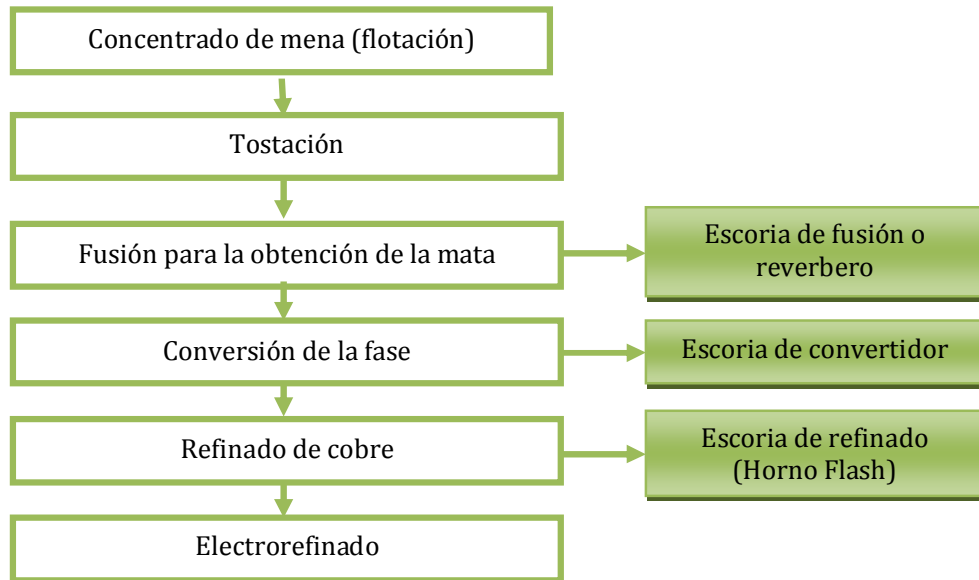 Concentrado de mena (flotación)
Tostación
Fusión para la obtención de la mata
Escoria de fusión o
reverbero
Conversión de la fase
Escoria de convertidor
Refinado de cobre
Escoria de refinado
(Horno Flash)
Electrorefinado